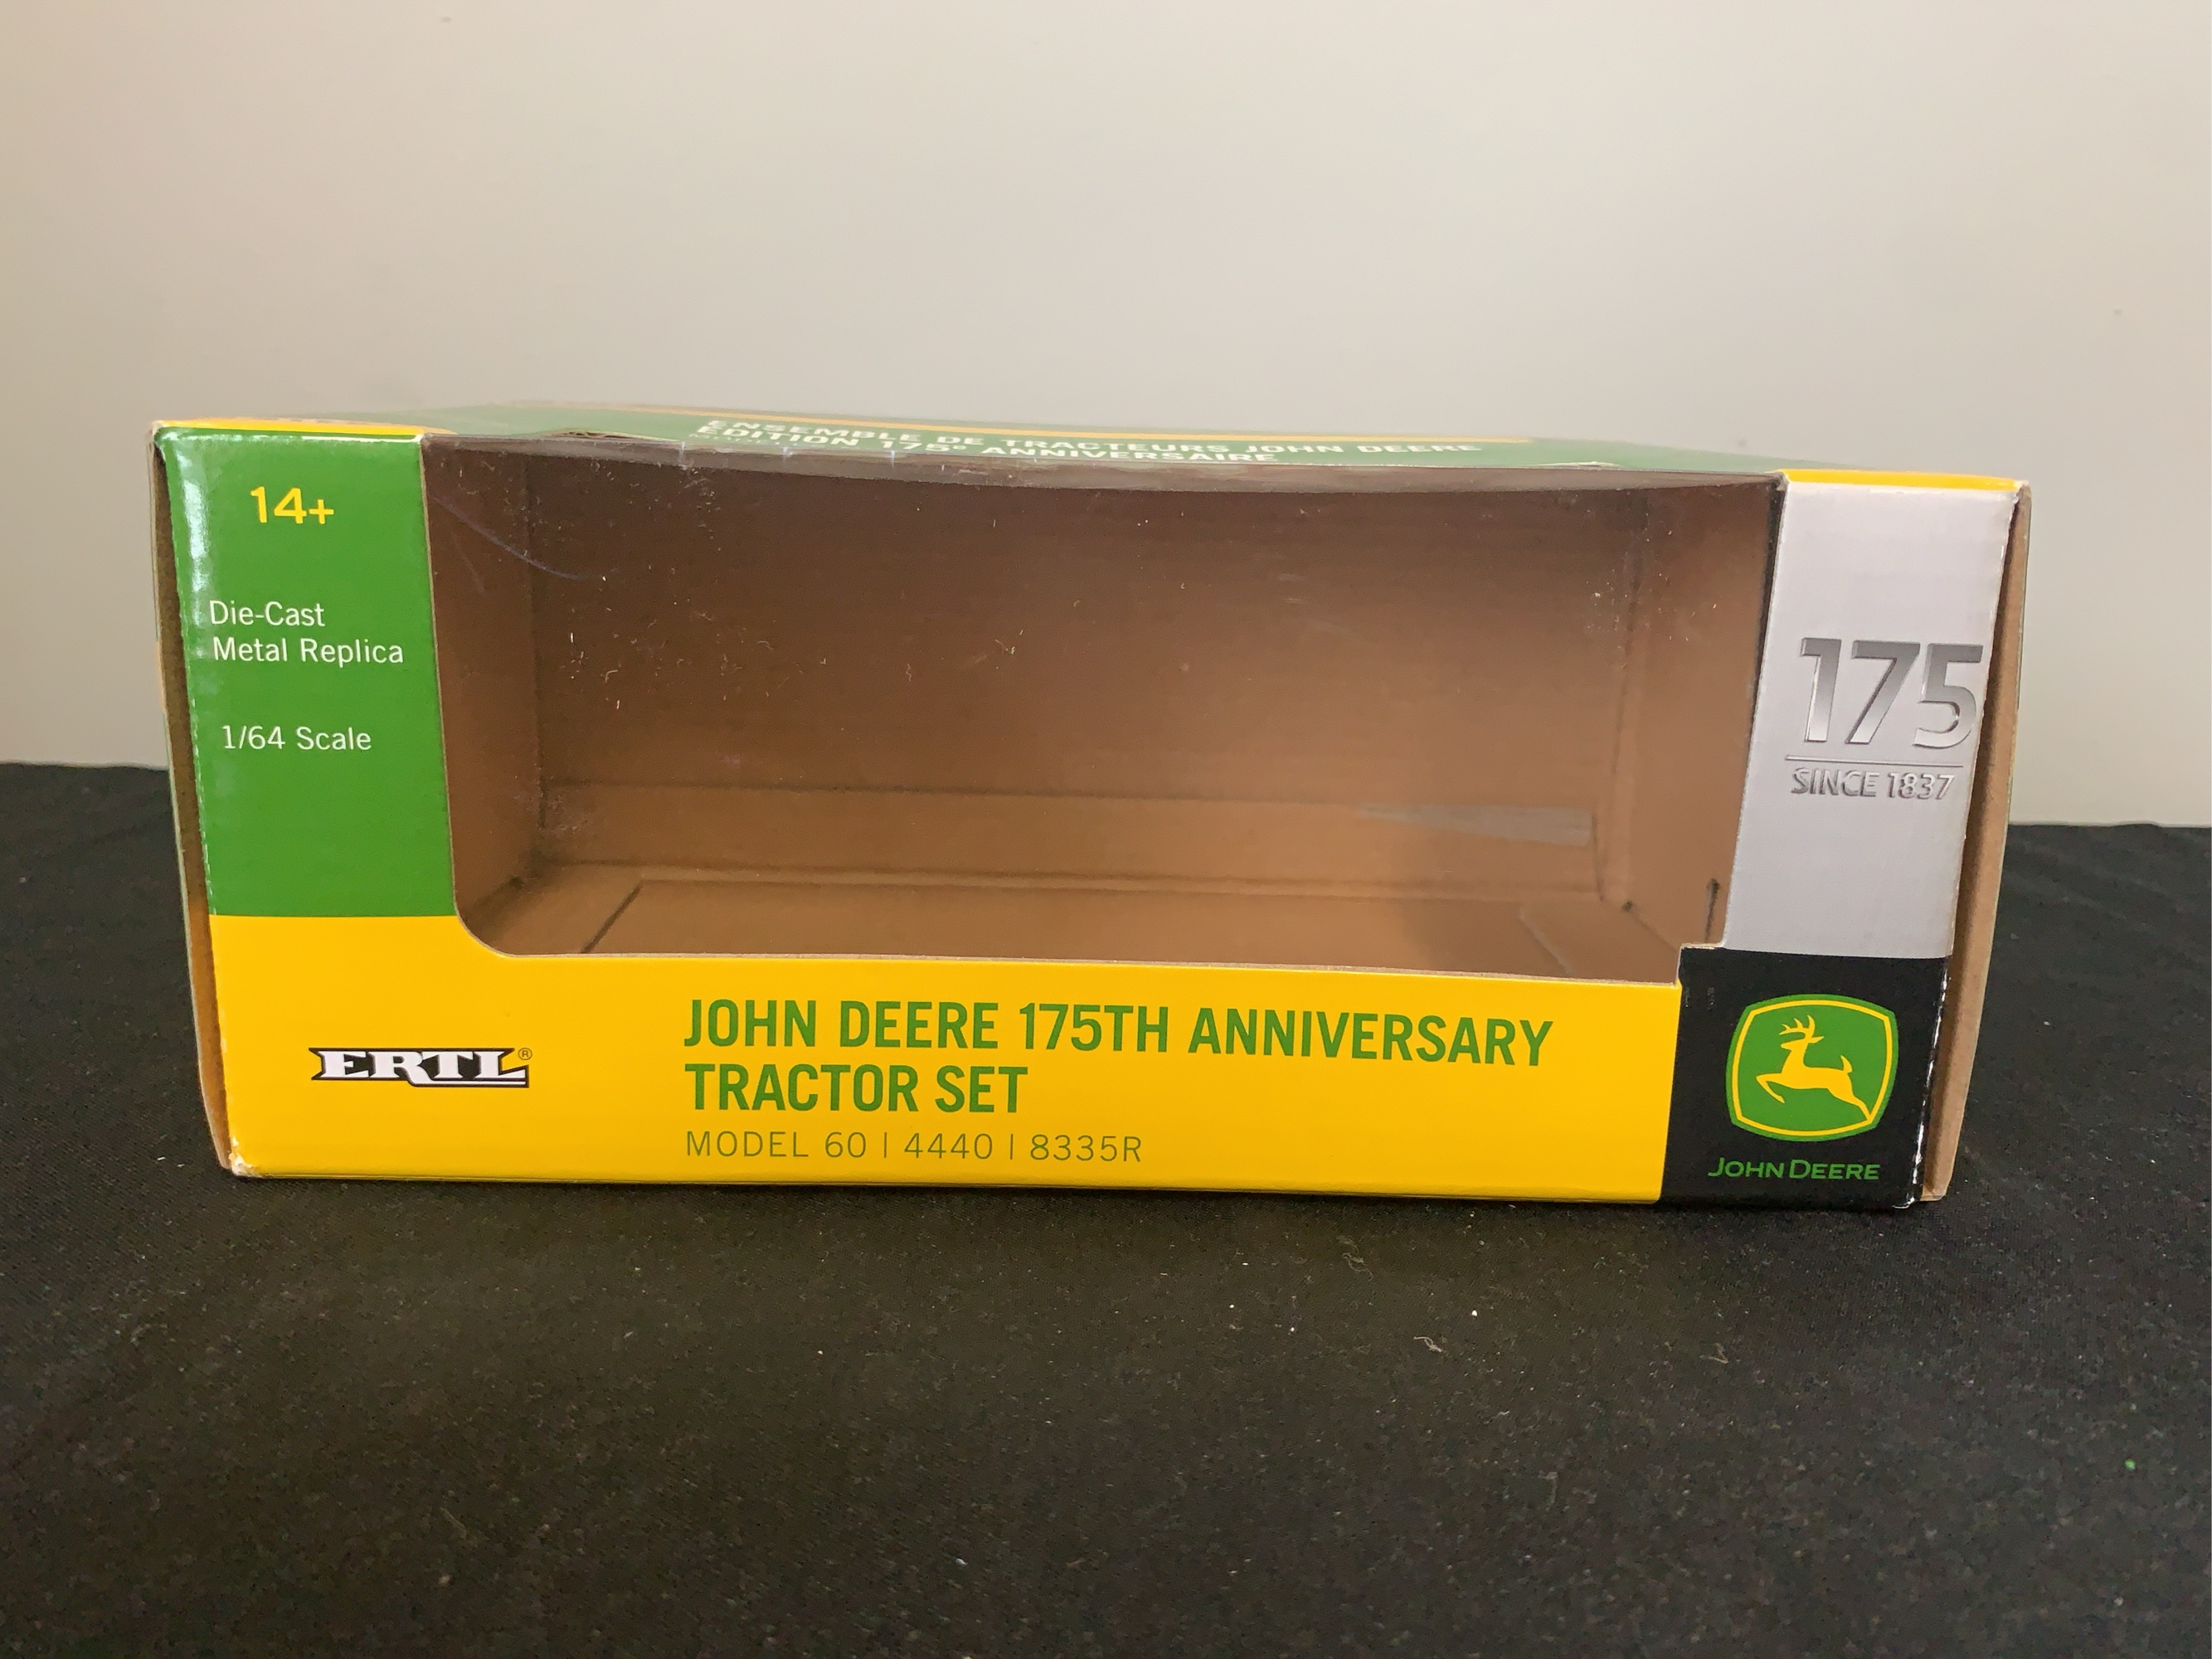 ENSEMBLE DE TRACTEURS JOHN DEERE
ÉDITION 175e ANNIVERSAIRE
14+
Die-Cast
Metal Replica
1/64 Scale
175
SINCE 1837
ERTL®
JOHN DEERE 175TH ANNIVERSARY
TRACTOR SET
MODEL 60 | 4440 | 8335R
JOHN DEERE